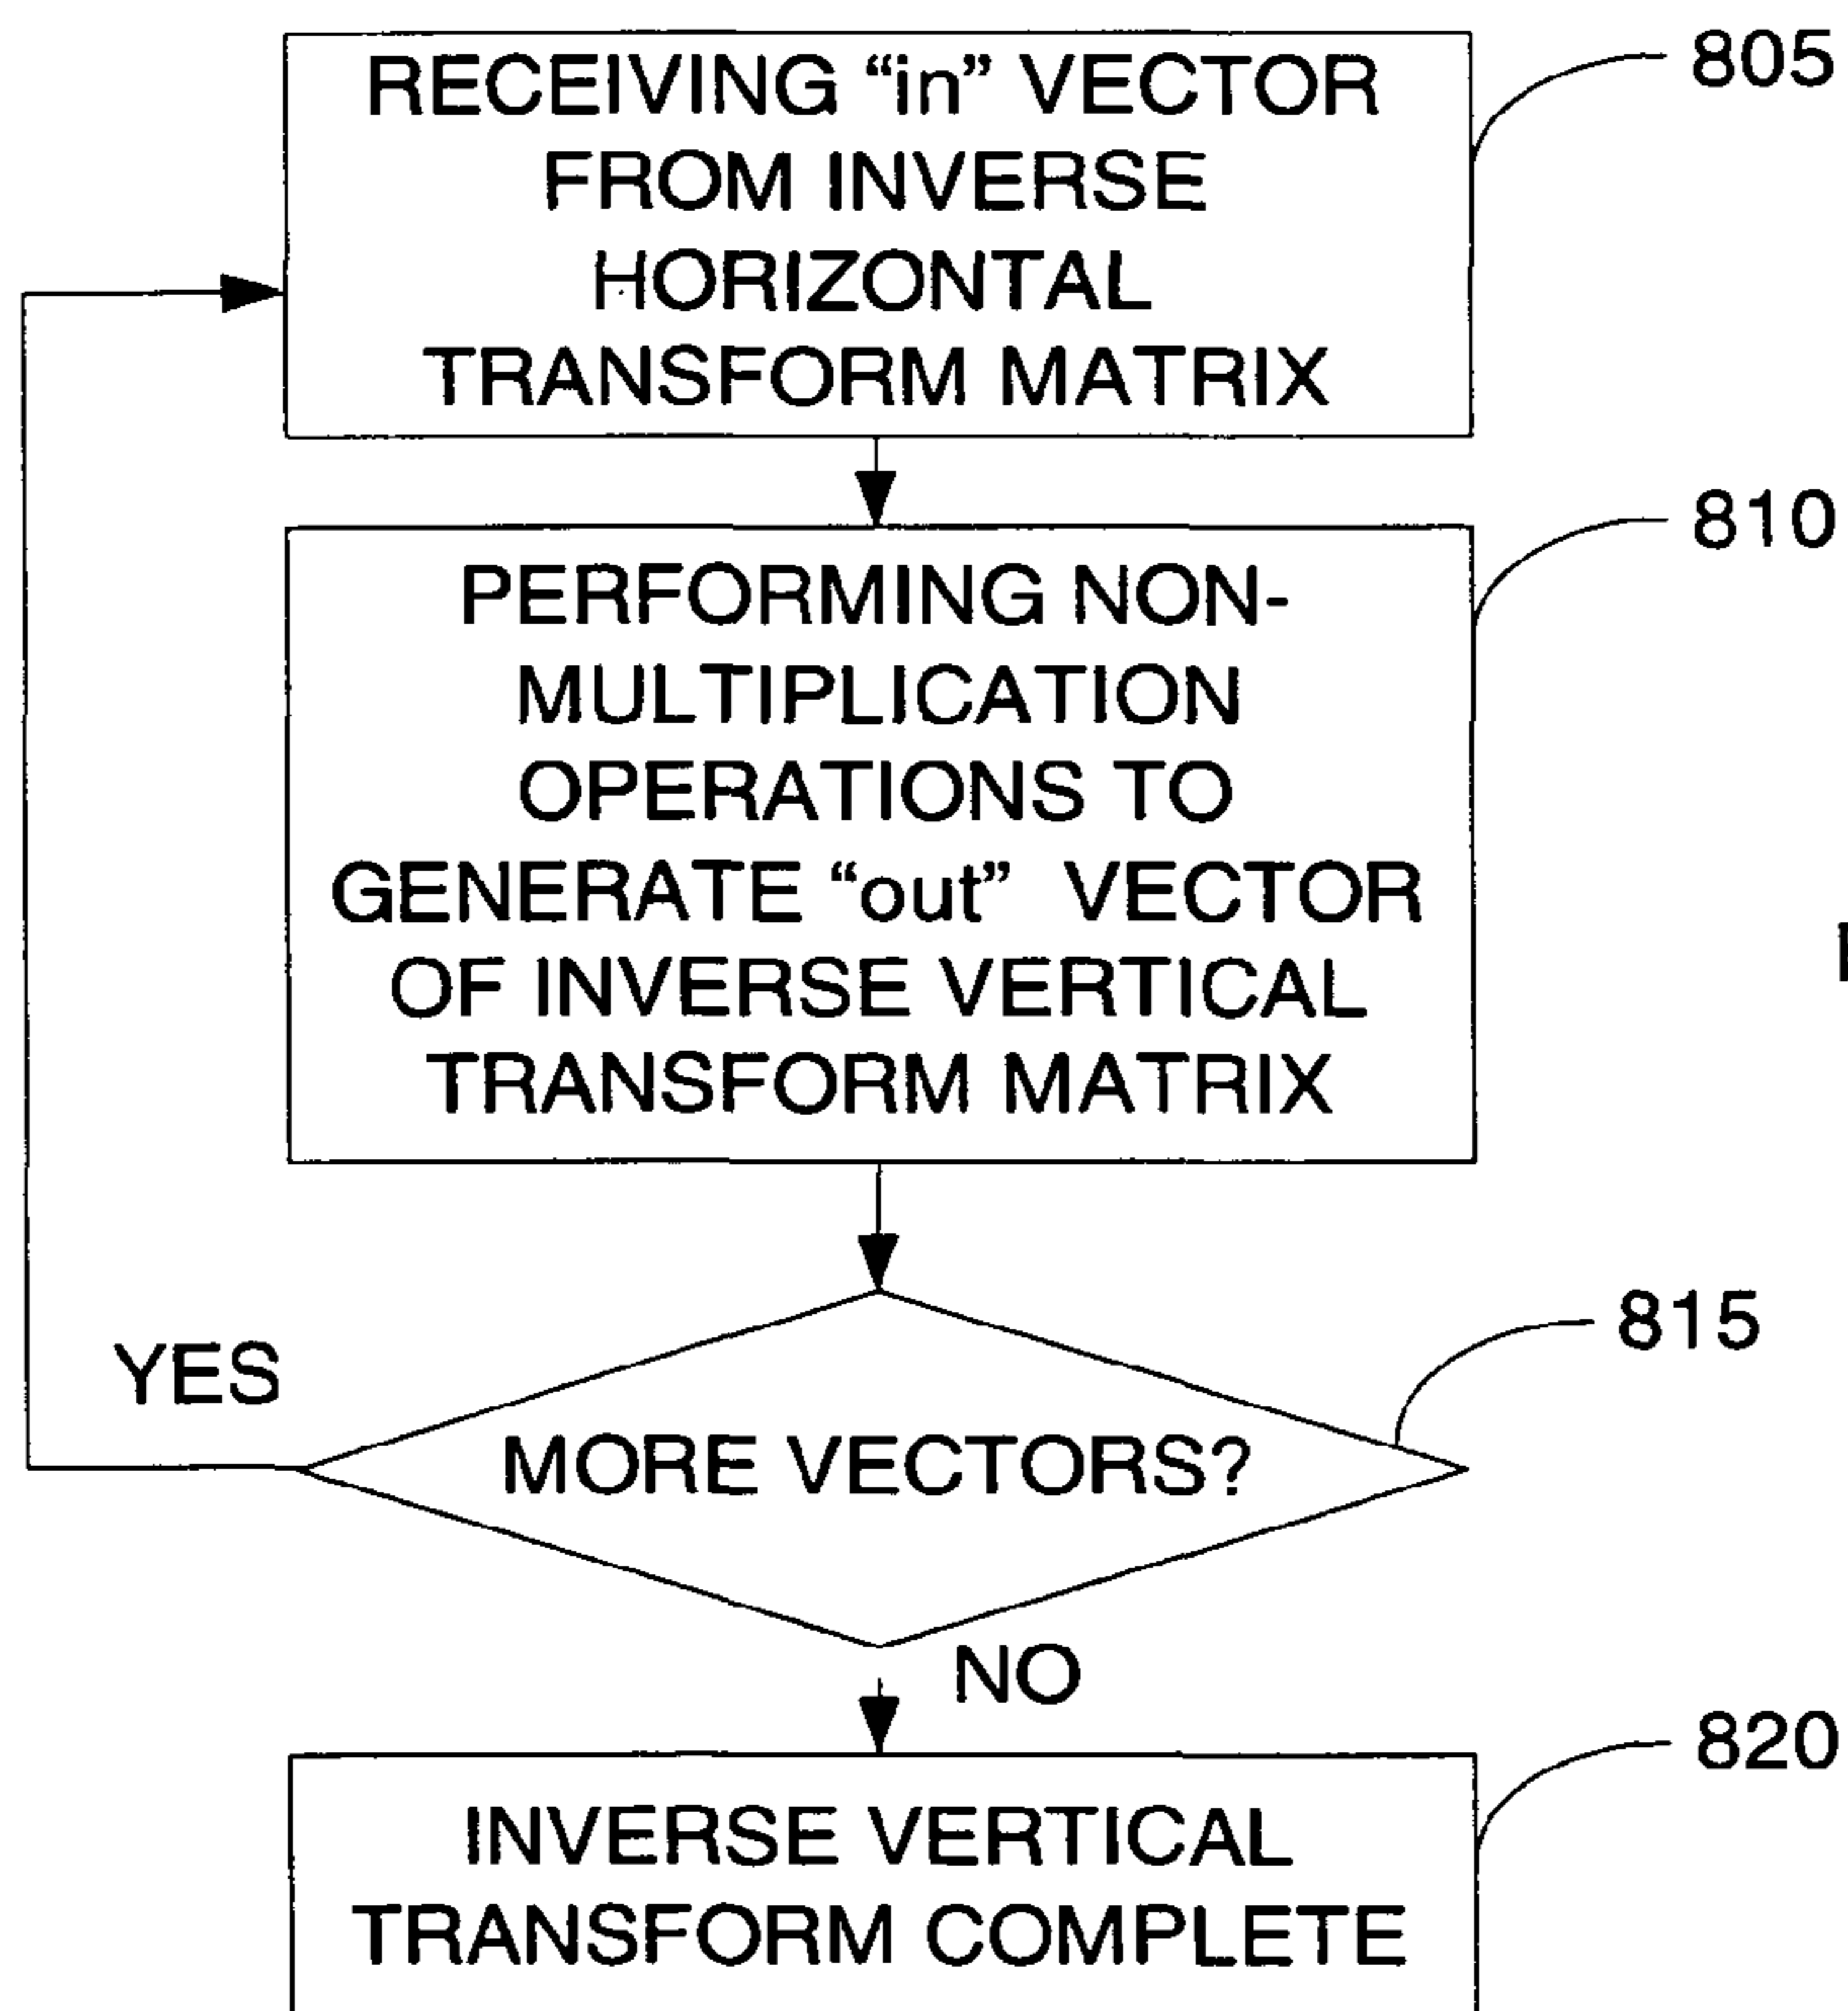 RECEIVING “in” VECTOR
FROM INVERSE
HORIZONTAL
TRANSFORM MATRIX
805
PERFORMING NON-
MULTIPLICATION
OPERATIONS TO
GENERATE “out” VECTOR
OF INVERSE VERTICAL
TRANSFORM MATRIX
810
MORE VECTORS?
815
YES
NO
INVERSE VERTICAL
TRANSFORM COMPLETE
820